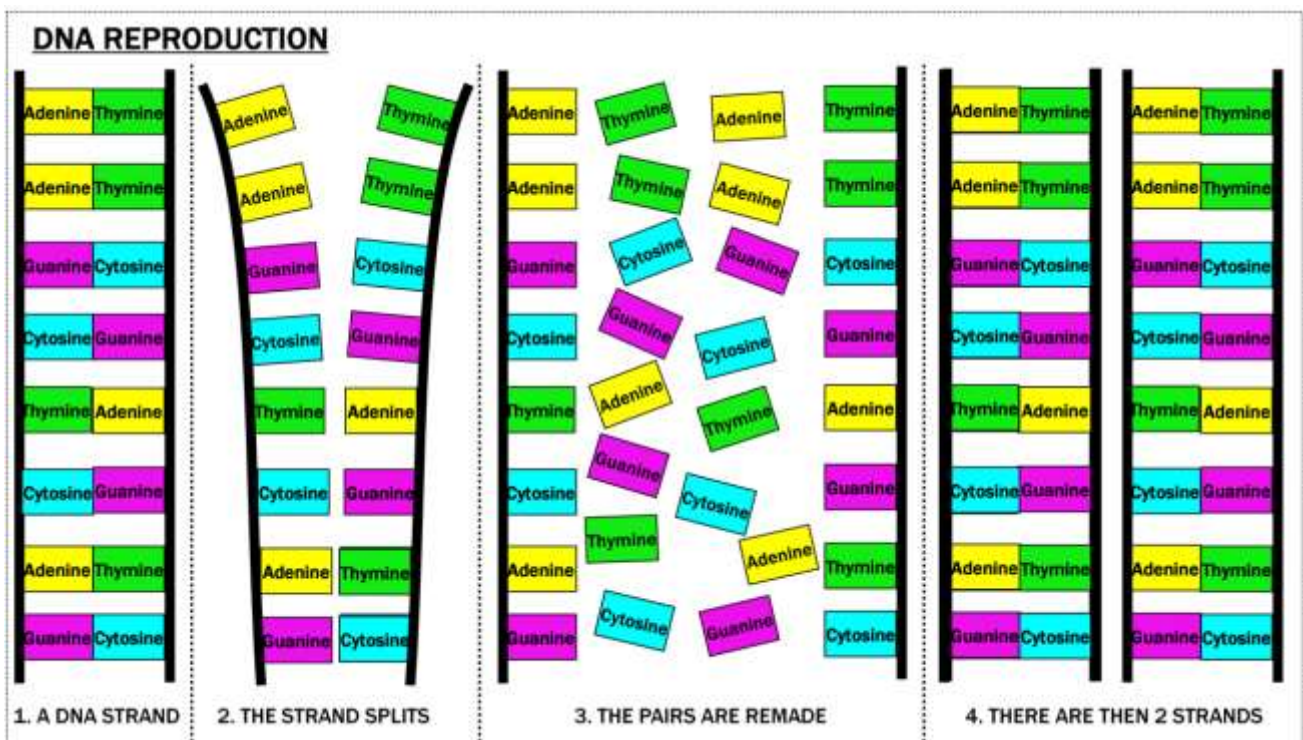 DNA REPRODUCTION
Adenine Thymine
Adenine Thymine
Guanine Cytosine
Cytosine Guanine
Thymine Adenine
Cytosine Guanine
Adenine Thymine
Guanine Cytosine
1. A DNA STRAND
Adenine Thymine
Adenine Thymine
Guanine Cytosine
Cytosine Guanine
Thymine Adenine
Cytosine Guanine
Adenine Thymine
Guanine Cytosine
2. THE STRAND SPLITS
Adenine Thymine Adenine Thymine
Adenine Thymine Adenine Thymine
Guanine Cytosine Guanine Cytosine
Cytosine Guanine Cytosine Guanine
Thymine Adenine Thymine Adenine
Cytosine Guanine Cytosine Guanine
Adenine Thymine Adenine Thymine
Guanine Cytosine Guanine Cytosine
3. THE PAIRS ARE REMADE
Adenine Thymine Adenine Thymine
Adenine Thymine Adenine Thymine
Guanine Cytosine Guanine Cytosine
Cytosine Guanine Cytosine Guanine
Thymine Adenine Thymine Adenine
Cytosine Guanine Cytosine Guanine
Adenine Thymine Adenine Thymine
Guanine Cytosine Guanine Cytosine
4. THERE ARE THEN 2 STRANDS